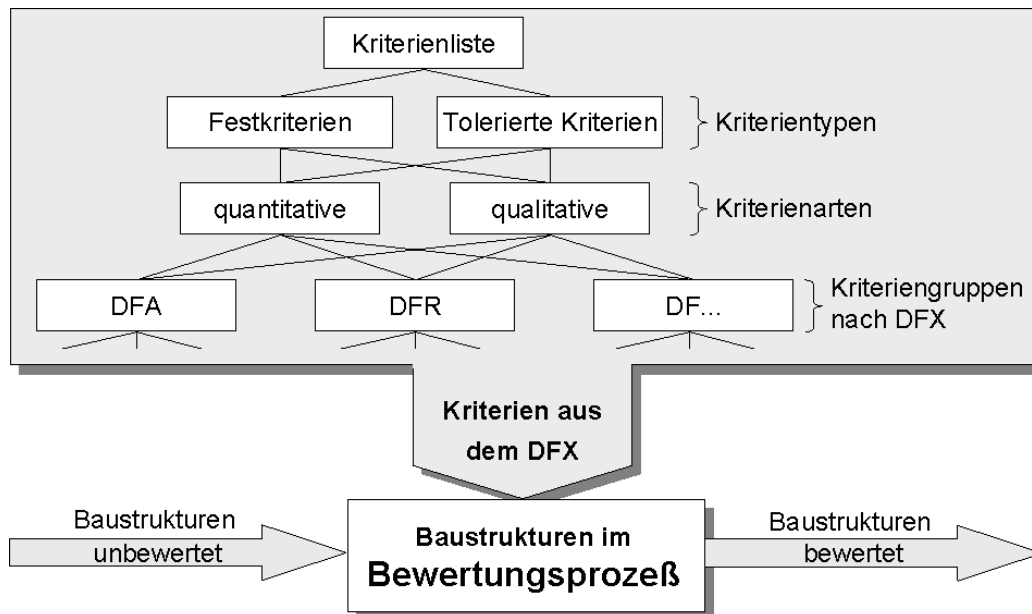 Kriterienliste
Festkriterien
Tolerierte Kriterien
Kriterientypen
quantitative
qualitative
Kriterienarten
DFA
DFR
DF...
Kriteriengruppen
nach DFX
Kriterien aus
dem DFX
Baustrukturen
unbewertet
Baustrukturen im
Bewertungsprozeß
Baustrukturen
bewertet